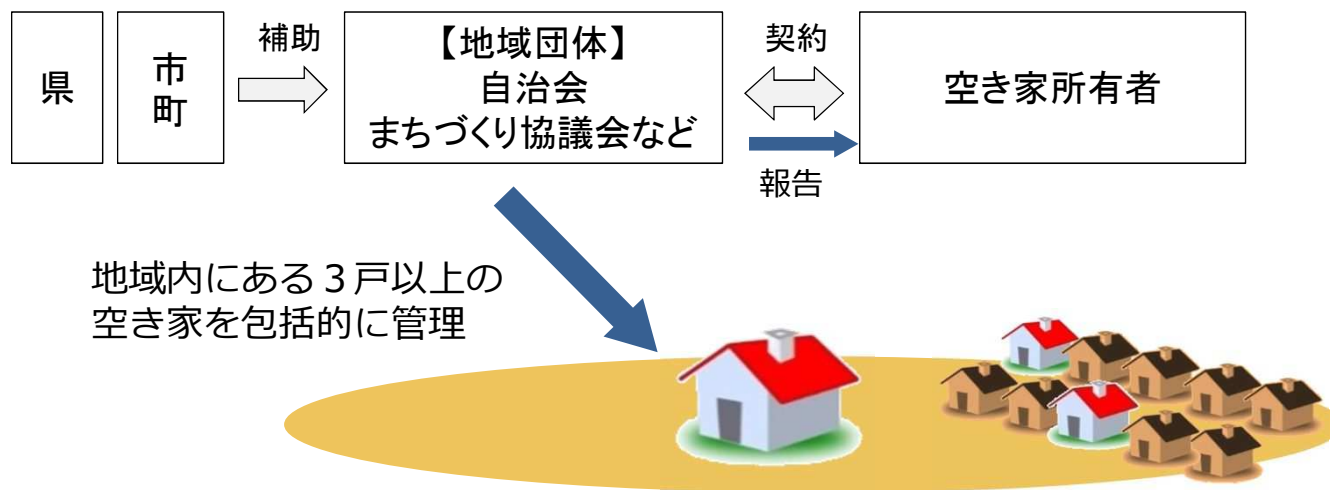 県
市町
補助
【地域団体】
自治会
まちづくり協議会など
契約
報告
空き家所有者
地域内にある３戸以上の
空き家を包括的に管理